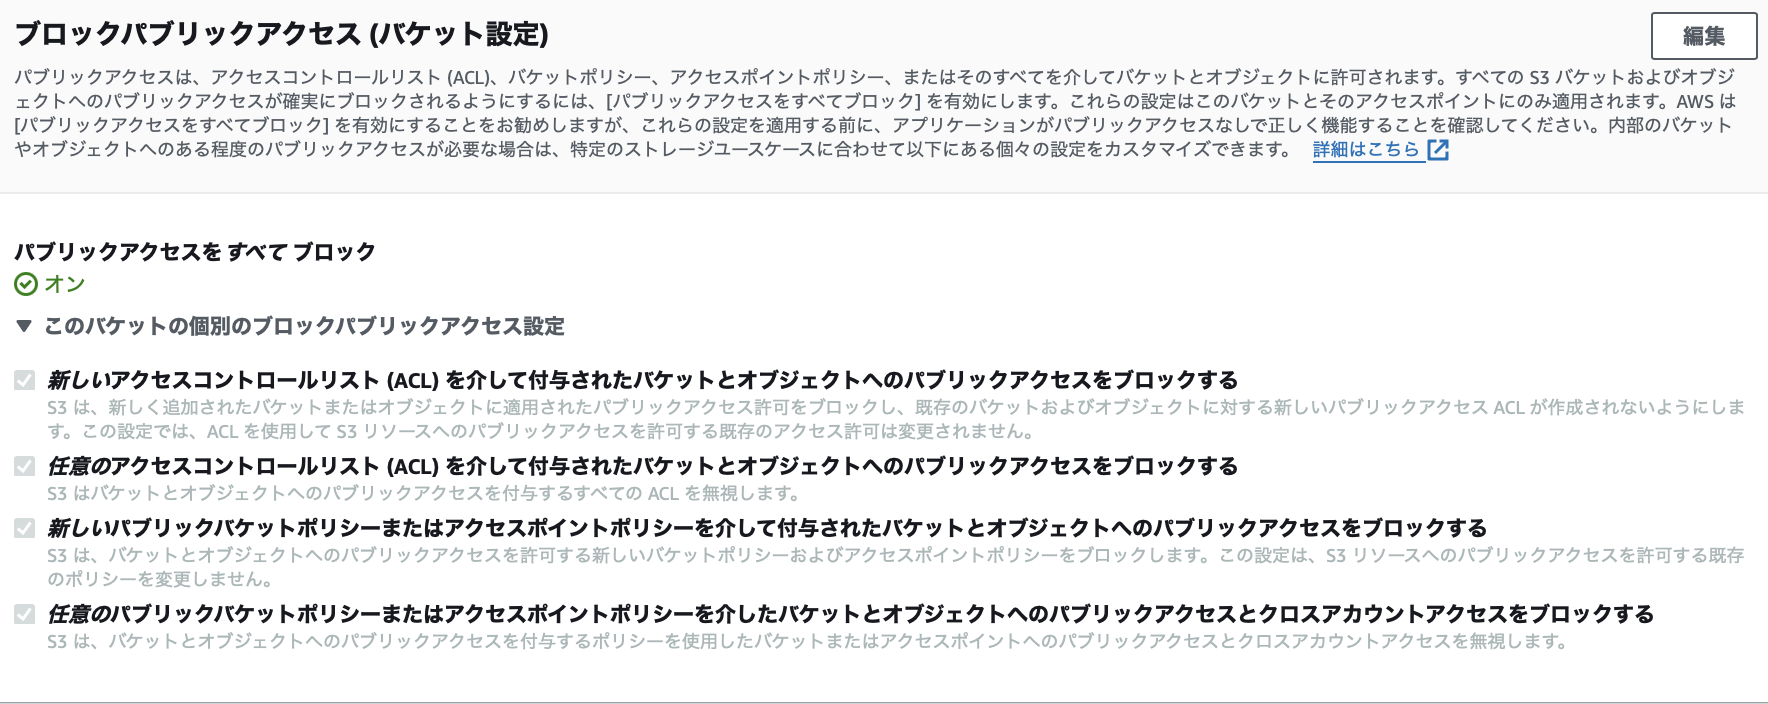 ブロックパブリックアクセス (バケット設定)
編集
パブリックアクセスは、アクセスコントロールリスト (ACL)、バケットポリシー、アクセスポイントポリシー、またはそのすべてを介してバケットとオブジェクトに許可されます。すべての S3 バケットおよびオブジ
ェクトへのパブリックアクセスが確実にブロックされるようにするには、[パブリックアクセスをすべてブロック] を有効にします。これらの設定はこのバケットとそのアクセスポイントにのみ適用されます。AWS は
[パブリックアクセスをすべてブロック] を有効にすることをお勧めしますが、これらの設定を適用する前に、アプリケーションがパブリックアクセスなしで正しく機能することを確認してください。内部のバケット
やオブジェクトへのある程度のパブリックアクセスが必要な場合は、特定のストレージユースケースに合わせて以下にある個々の設定をカスタマイズできます。 詳細はこちら
パブリックアクセスをすべてブロック
オン
このバケットの個別のブロックパブリックアクセス設定
新しいアクセスコントロールリスト (ACL) を介して付与されたバケットとオブジェクトへのパブリックアクセスをブロックする
S3 は、新しく追加されたバケットまたはオブジェクトに適用されたパブリックアクセス許可をブロックし、既存のバケットおよびオブジェクトに対する新しいパブリックアクセス ACL が作成されないようにしま
す。この設定では、ACL を使用して S3 リソースへのパブリックアクセスを許可する既存のアクセス許可は変更されません。
任意のアクセスコントロールリスト (ACL) を介して付与されたバケットとオブジェクトへのパブリックアクセスをブロックする
S3 はバケットとオブジェクトへのパブリックアクセスを付与するすべての ACL を無視します。
新しいパブリックバケットポリシーまたはアクセスポイントポリシーを介して付与されたバケットとオブジェクトへのパブリックアクセスをブロックする
S3 は、バケットとオブジェクトへのパブリックアクセスを許可する新しいバケットポリシーおよびアクセスポイントポリシーをブロックします。この設定は、S3 リソースへのパブリックアクセスを許可する既存
のポリシーを変更しません。
任意のパブリックバケットポリシーまたはアクセスポイントポリシーを介したバケットとオブジェクトへのパブリックアクセスとクロスアカウントアクセスをブロックする
S3 は、バケットとオブジェクトへのパブリックアクセスを付与するポリシーを使用したバケットまたはアクセスポイントへのパブリックアクセスとクロスアカウントアクセスを無視します。